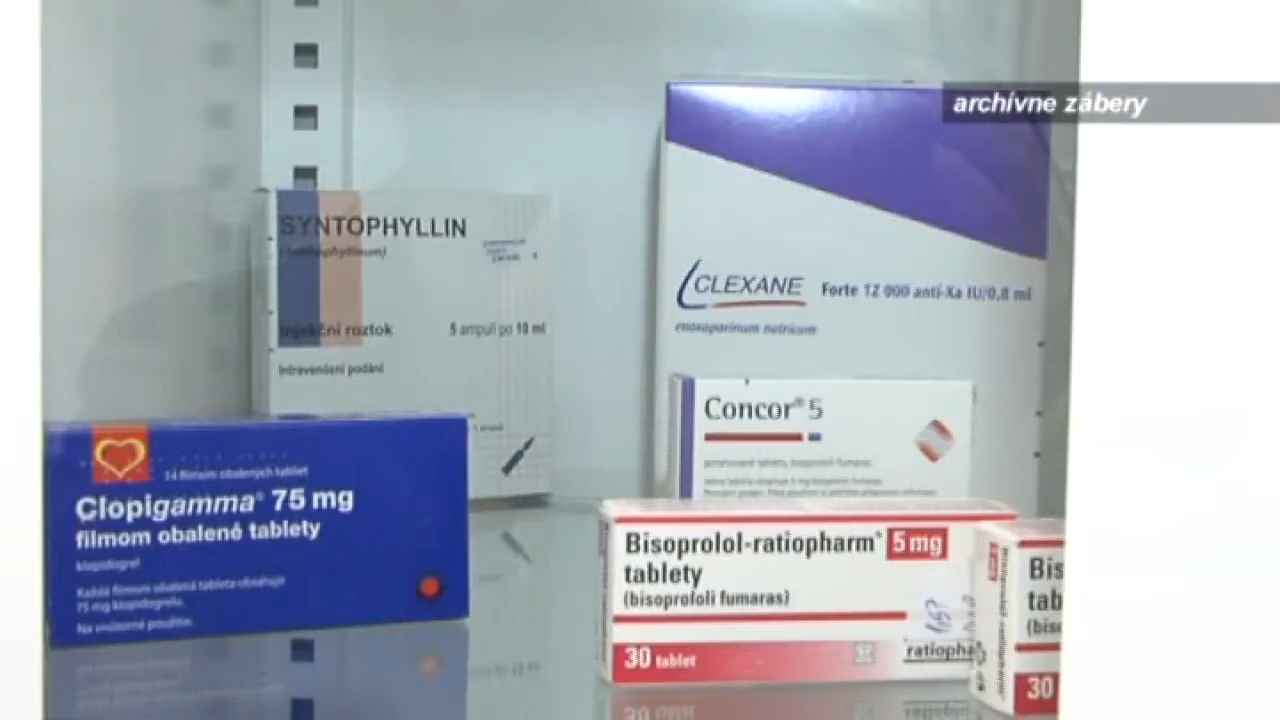 archívne zábery
SYNTOPHYLLIN
Injekční roztok
5 ampulí po 10 ml
Intravenózní podání
CLEXANE Forte 12 000 anti-Xa IU/0,8 ml
enoxaparinum natricum
Concor® 5
14 filmom obalených tabliet
Clopigamma® 75 mg
filmom obalené tablety
klopidogrel
Každá filmom obalená tableta obsahuje
75 mg klopidogrelu.
Na vnútorné použitie.
Bisoprolol-ratiopharm® 5 mg
tablety
(bisoprololi fumaras)
30 tablet
ratiopha
Bis
tab
(biso
30